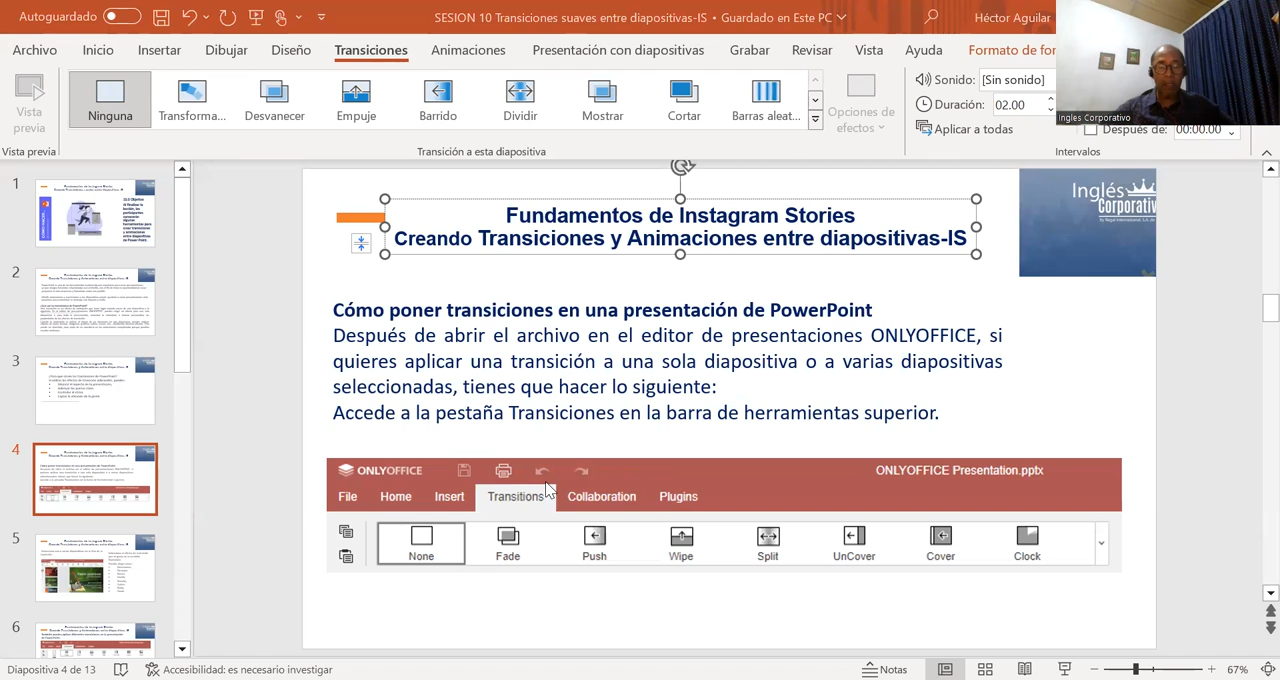 Autoguardado
SESION 10 Transiciones suaves entre diapositivas-IS • Guardado en Este PC
Héctor Aguilar
Archivo Inicio Insertar Dibujar Diseño Transiciones Animaciones Presentación con diapositivas Grabar Revisar Vista Ayuda Formato de for
Vista previa
Ninguna Transforma... Desvanecer Empuje Barrido Dividir Mostrar Cortar Barras aleat...
Opciones de efectos
Sonido: [Sin sonido]
Duración: 02.00
Aplicar a todas
Después de: 00:00.00
Ingles Corporativo
Vista previa Transición a esta diapositiva Intervalos
1
2
3
4
5
6
Fundamentos de Instagram Stories
Creando Transiciones y Animaciones entre diapositivas-IS
Inglés
Corporativ
Cómo poner transiciones en una presentación de PowerPoint
Después de abrir el archivo en el editor de presentaciones ONLYOFFICE, si
quieres aplicar una transición a una sola diapositiva o a varias diapositivas
seleccionadas, tienes que hacer lo siguiente:
Accede a la pestaña Transiciones en la barra de herramientas superior.
ONLYOFFICE
ONLYOFFICE Presentation.pptx
File Home Insert Transitions Collaboration Plugins
None Fade Push Wipe Split UnCover Cover Clock
Diapositiva 4 de 13 Accesibilidad: es necesario investigar Notas 67%